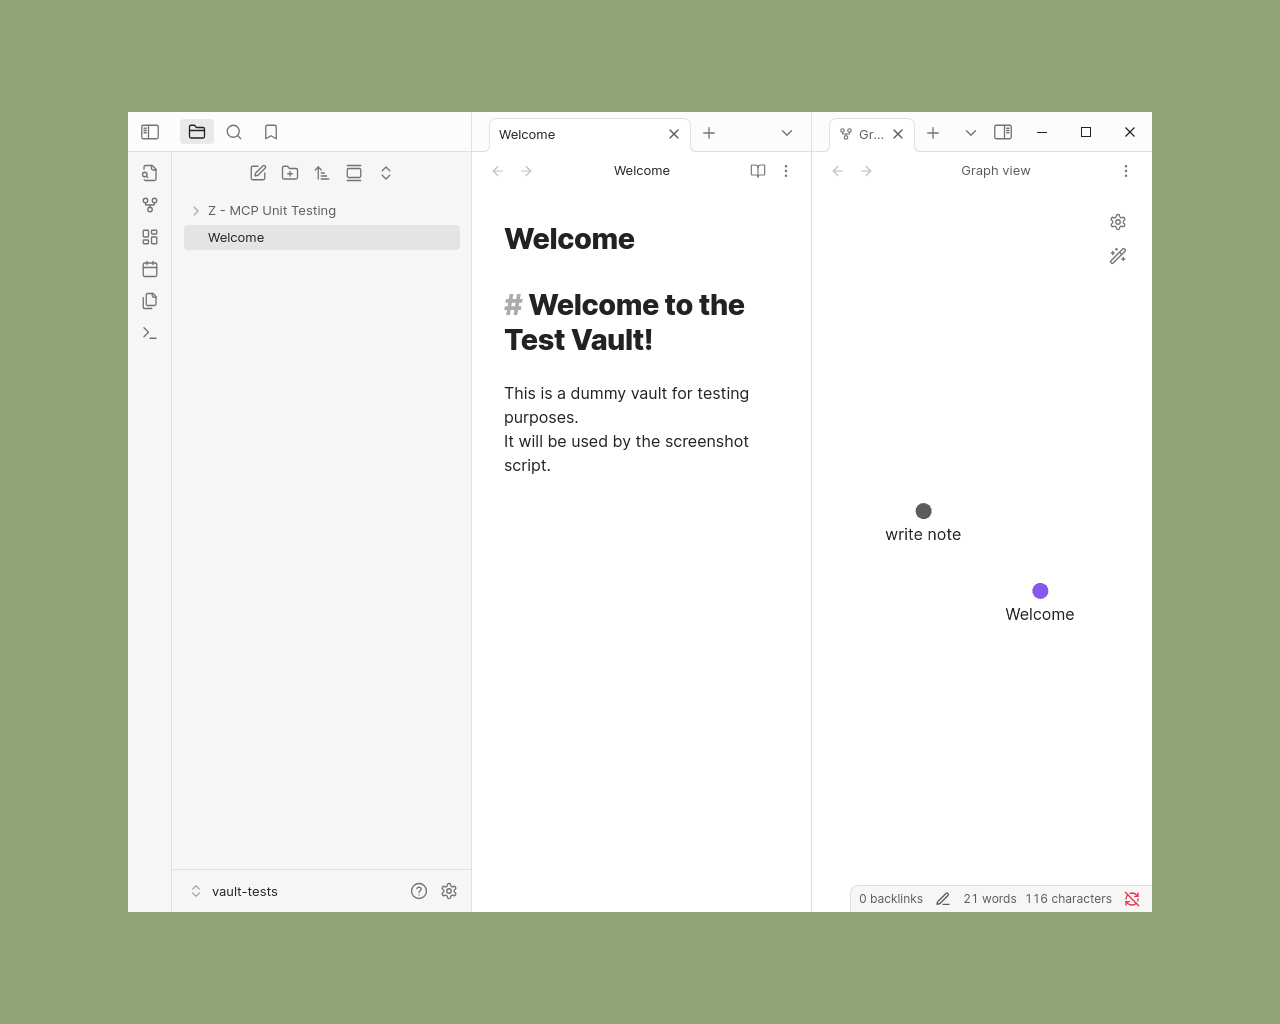 Welcome
Gr...
Welcome
Graph view
Z - MCP Unit Testing
Welcome
Welcome
# Welcome to the
Test Vault!
This is a dummy vault for testing
purposes.
It will be used by the screenshot
script.
write note
Welcome
vault-tests
0 backlinks 21 words 116 characters